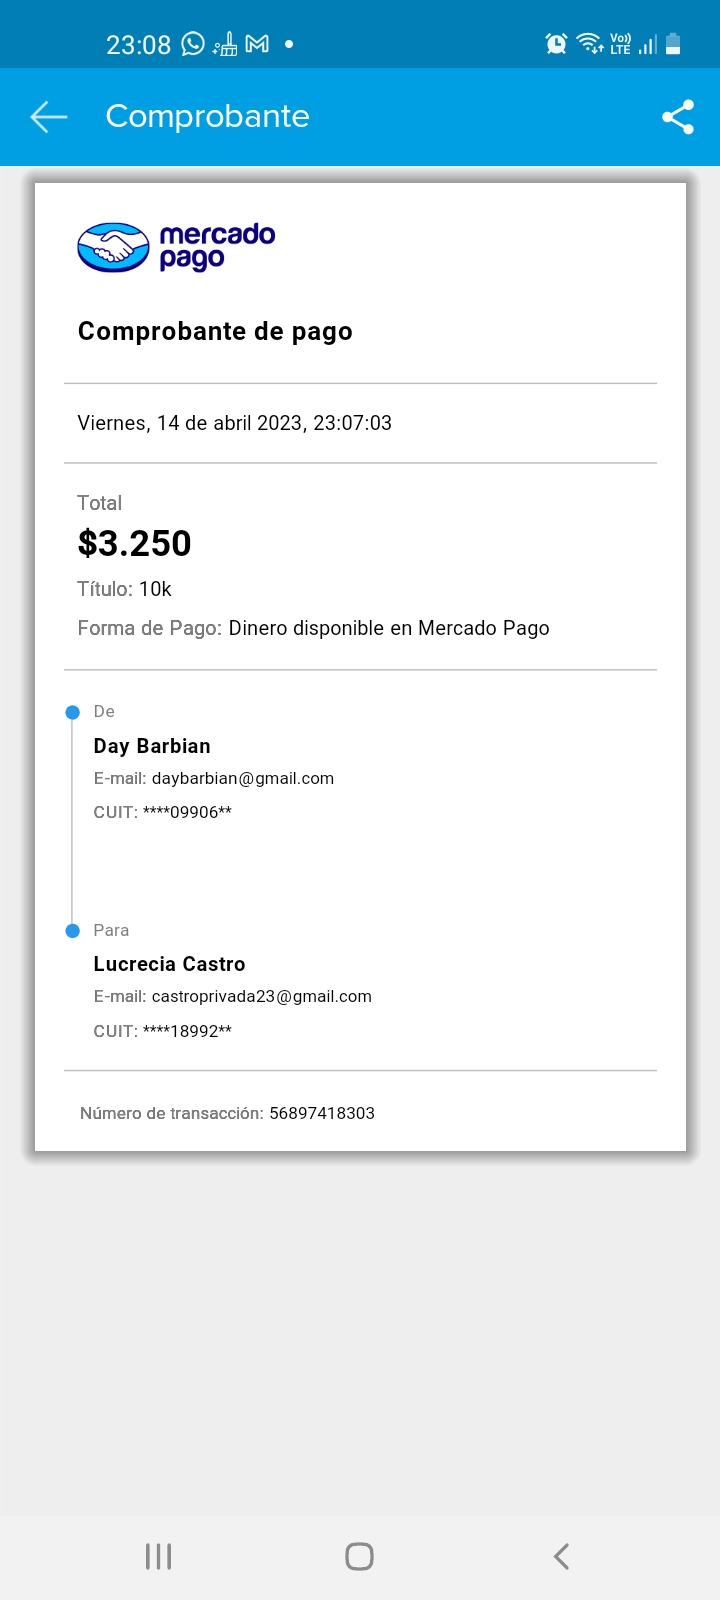 23:08
Vo)) LTE
Comprobante
mercado
pago
Comprobante de pago
Viernes, 14 de abril 2023, 23:07:03
Total
$3.250
Título: 10k
Forma de Pago: Dinero disponible en Mercado Pago
De
Day Barbian
E-mail: daybarbian@gmail.com
CUIT: ****09906**
Para
Lucrecia Castro
E-mail: castroprivada23@gmail.com
CUIT: ****18992**
Número de transacción: 56897418303